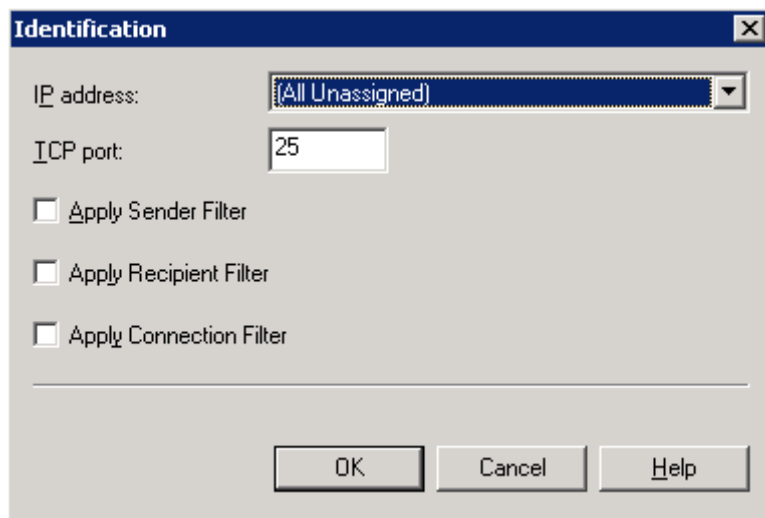 Identification
IP address: (All Unassigned)
TCP port: 25
Apply Sender Filter
Apply Recipient Filter
Apply Connection Filter
OK Cancel Help